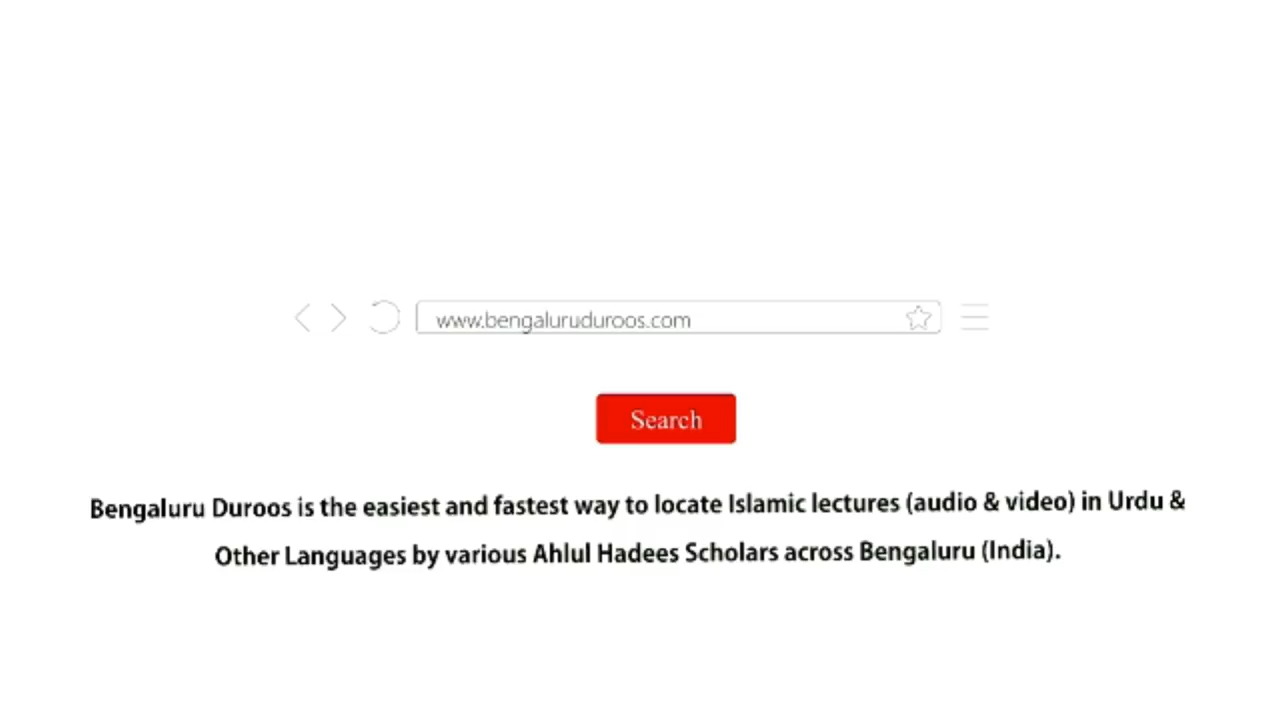 www.bengaluruduroos.com
Search
Bengaluru Duroos is the easiest and fastest way to locate Islamic lectures (audio & video) in Urdu &
Other Languages by various Ahlul Hadees Scholars across Bengaluru (India).